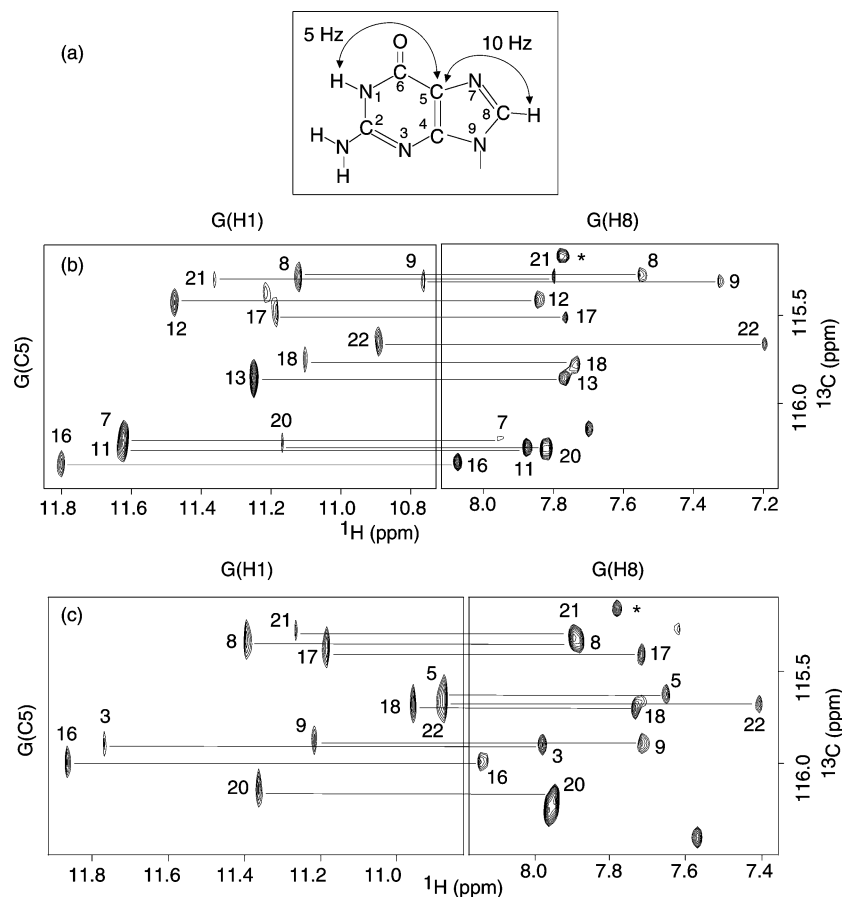 (a)
5 Hz
O
10 Hz
H
N
1
C
6
C
5
N
7
C
8
H
C
2
N
3
C
4
N
9
H
N
H
G(H1)
G(H8)
(b)
21
8
9
21
*
8
9
12
17
12
17
22
22
18
18
13
13
7
20
7
11
16
16
11
20
G(C5)
115.5
116.0
13C (ppm)
11.8
11.6
11.4
11.2
11.0
10.8
8.0
7.8
7.6
7.4
7.2
1H (ppm)
G(H1)
G(H8)
(c)
21
8
17
21
*
8
17
5
18
22
5
18
22
3
9
16
3
9
16
20
20
G(C5)
115.5
116.0
13C (ppm)
11.8
11.6
11.4
11.2
11.0
8.0
7.8
7.6
7.4
1H (ppm)